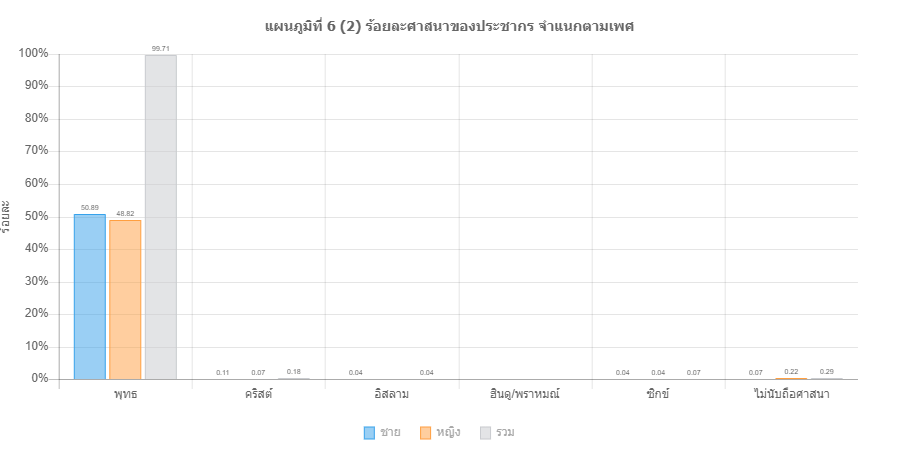 แผนภูมิที่ 6 (2) ร้อยละศาสนาของประชากร จำแนกตามเพศ
ร้อยละ
100%
90%
80%
70%
60%
50%
40%
30%
20%
10%
0%
50.89 48.82 99.71
0.11 0.07 0.18
0.04 0.04
0.04 0.04 0.07
0.07 0.22 0.29
พุทธ คริสต์ อิสลาม ฮินดู/พราหมณ์ ซิกข์ ไม่นับถือศาสนา
ชาย หญิง รวม